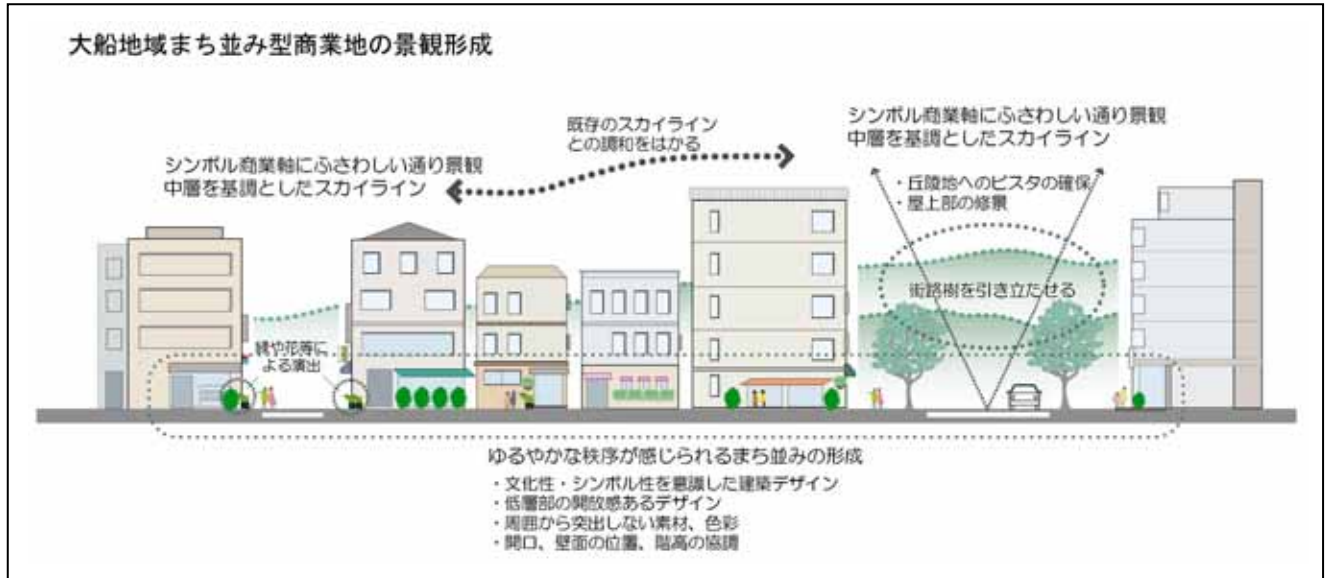 大船地域まち並み型商業地の景観形成
シンボル商業軸にふさわしい通り景観
中層を基調としたスカイライン
既存のスカイライン
との調和をはかる
シンボル商業軸にふさわしい通り景観
中層を基調としたスカイライン
・丘陵地へのビスタの確保
・屋上部の修景
街路樹を引き立たせる
緑や花等に
よる演出
ゆるやかな秩序が感じられるまち並みの形成
・文化性・シンボル性を意識した建築デザイン
・低層部の開放感あるデザイン
・周囲から突出しない素材、色彩
・開口、壁面の位置、階高の協調